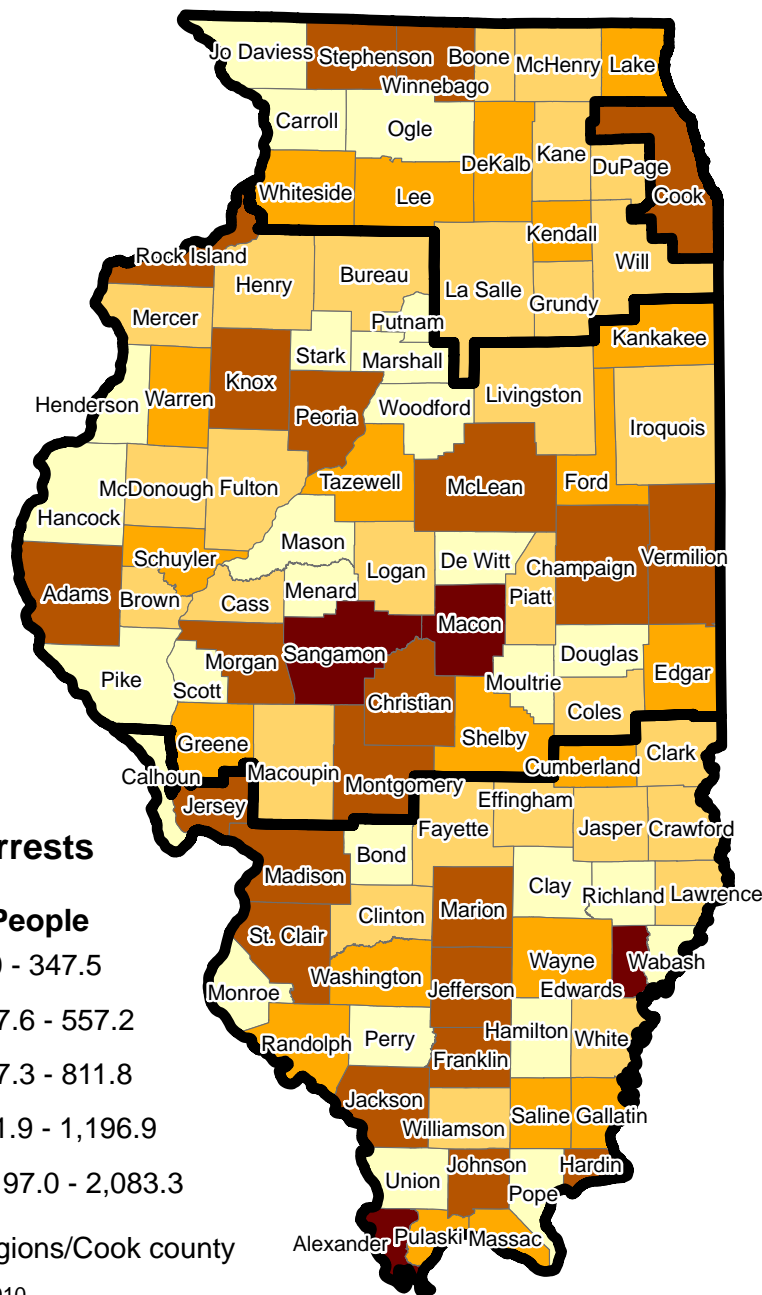 Jo Daviess
Stephenson
Winnebago
Boone
McHenry
Lake
Carroll
Ogle
DeKalb
Kane
DuPage
Cook
Whiteside
Lee
Kendall
Will
Rock Island
Henry
Bureau
La Salle
Grundy
Mercer
Putnam
Kankakee
Stark
Marshall
Henderson
Warren
Knox
Peoria
Woodford
Livingston
Iroquois
McDonough
Fulton
Tazewell
McLean
Ford
Hancock
Mason
De Witt
Schuyler
Logan
Champaign
Vermilion
Adams
Brown
Cass
Menard
Piatt
Macon
Morgan
Sangamon
Douglas
Pike
Scott
Christian
Moultrie
Edgar
Coles
Greene
Shelby
Calhoun
Macoupin
Montgomery
Cumberland
Clark
Jersey
Effingham
Fayette
Jasper
Crawford
rrests
Bond
Madison
Clay
Richland
Lawrence
People
Clinton
Marion
St. Clair
Wayne
Wabash
0 - 347.5
Washington
Jefferson
Edwards
Monroe
7.6 - 557.2
Randolph
Perry
Hamilton
White
Franklin
7.3 - 811.8
Jackson
Williamson
Saline
Gallatin
1.9 - 1,196.9
Union
Johnson
Hardin
Pope
97.0 - 2,083.3
Alexander
Pulaski
Massac
gions/Cook county
010